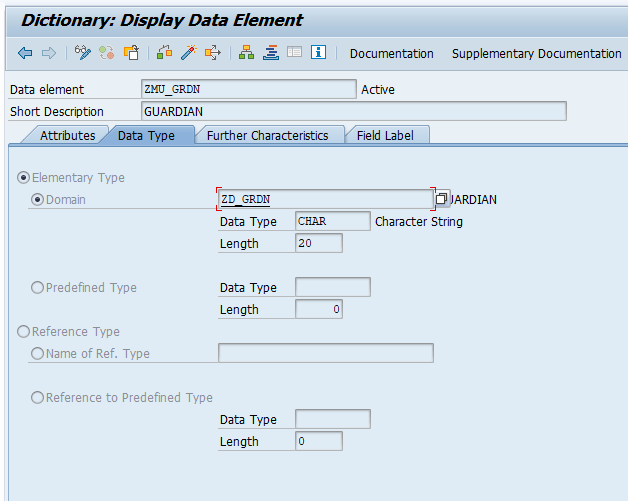 Dictionary: Display Data Element
Documentation Supplementary Documentation
Data element ZMU_GRDN Active
Short Description GUARDIAN
Attributes Data Type Further Characteristics Field Label
Elementary Type
Domain ZD_GRDN JARDIAN
Data Type CHAR Character String
Length 20
Predefined Type Data Type
Length 0
Reference Type
Name of Ref. Type
Reference to Predefined Type
Data Type
Length 0